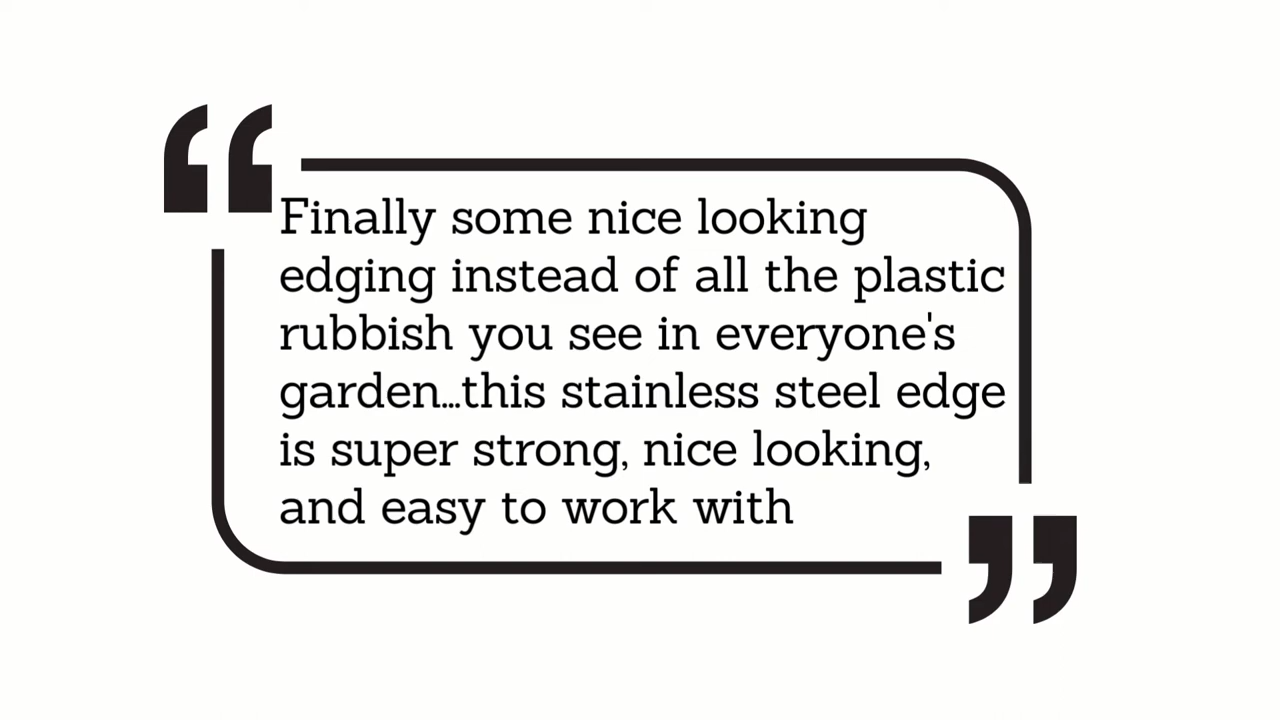 Finally some nice looking
edging instead of all the plastic
rubbish you see in everyone's
garden...this stainless steel edge
is super strong, nice looking,
and easy to work with